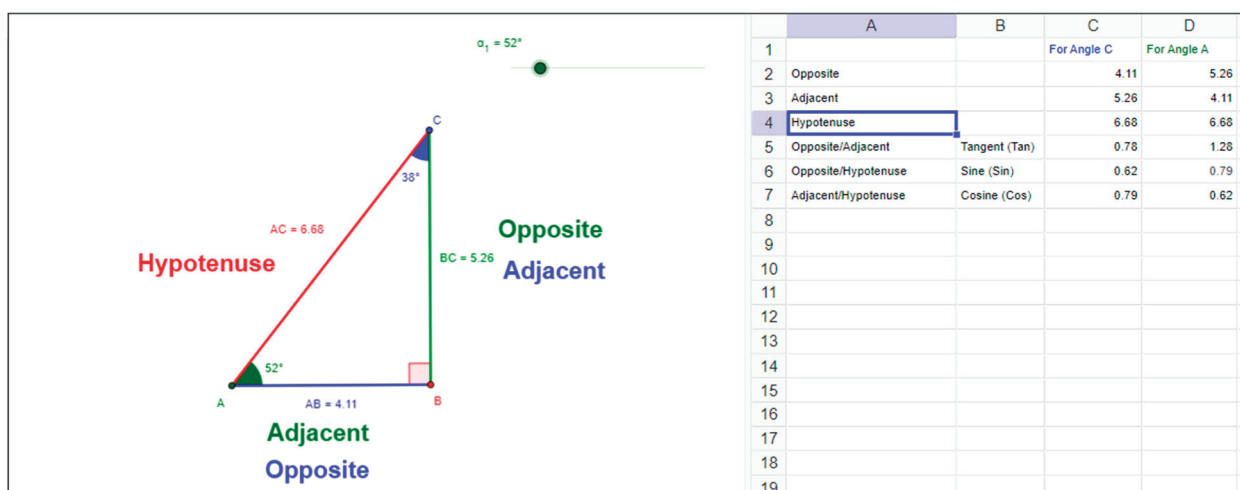 α1 = 52°
C
38°
AC = 6.68
Hypotenuse
BC = 5.26
Opposite
Adjacent
52°
A
AB = 4.11
B
Adjacent
Opposite
A B C D
1 For Angle C For Angle A
2 Opposite 4.11 5.26
3 Adjacent 5.26 4.11
4 Hypotenuse 6.68 6.68
5 Opposite/Adjacent Tangent (Tan) 0.78 1.28
6 Opposite/Hypotenuse Sine (Sin) 0.62 0.79
7 Adjacent/Hypotenuse Cosine (Cos) 0.79 0.62
8
9
10
11
12
13
14
15
16
17
18
19